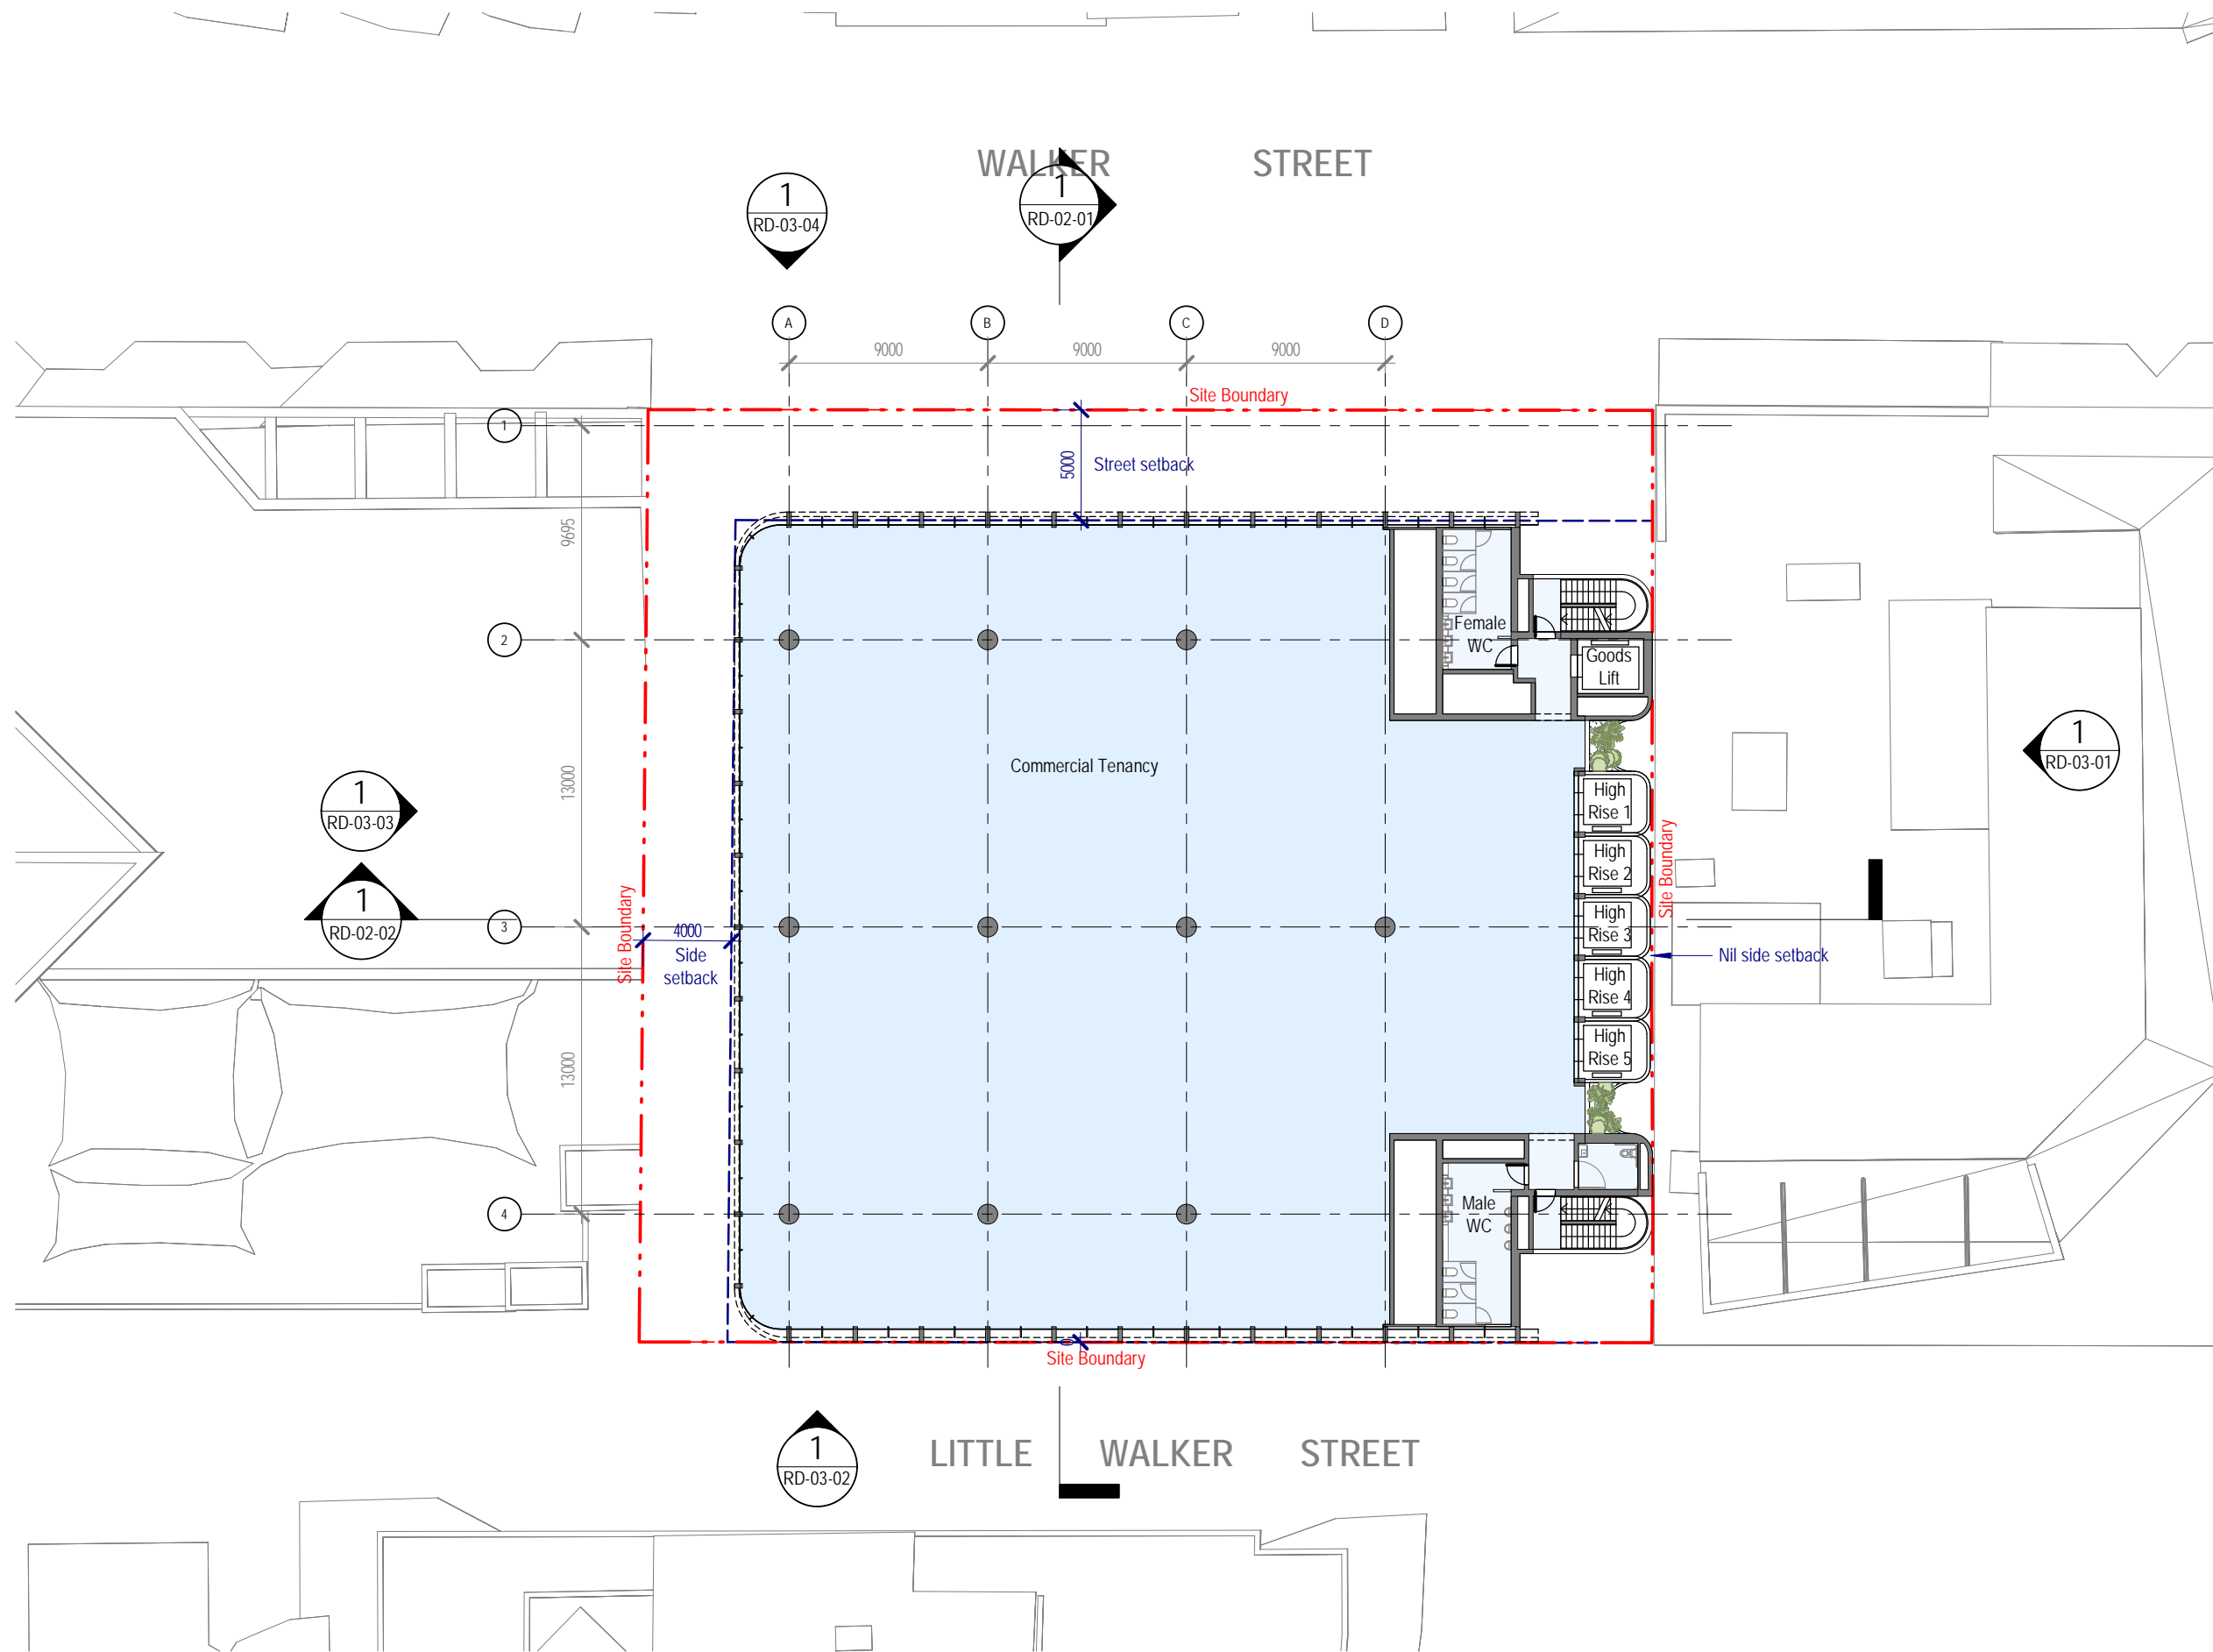 WALKER STREET
1
RD-03-04
1
RD-02-01
A
B
C
D
9000
9000
9000
Site Boundary
1
5000
Street setback
9695
Female
WC
2
Goods
Lift
Commercial Tenancy
13000
1
RD-03-01
1
RD-03-03
High
Rise 1
High
Rise 2
Site Boundary
1
RD-02-02
3
Site Boundary
4000
Side
setback
High
Rise 3
Nil side setback
High
Rise 4
High
Rise 5
13000
4
Male
WC
0
Site Boundary
1
RD-03-02
LITTLE WALKER STREET